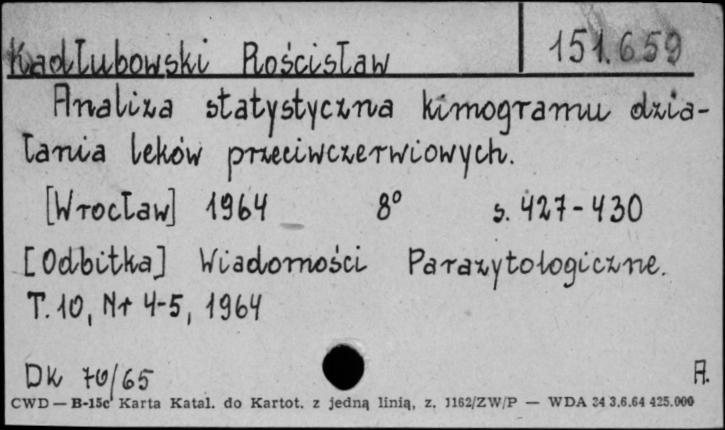 Kadłubowski Rościsław 151.659
Analiza statystyczna kimogramu dzia-
łania leków przeciwczerwiowych.
[Wrocław] 1964 8° s. 427-430
[Odbitka] Wiadomości Parazytologiczne.
T. 10, Nr 4-5, 1964
Dk 70/65 A.
CWD — B-15c Karta Katal. do Kartot. z jedną linią, z. 1162/ZW/P — WDA 24 3.6.64 425.000